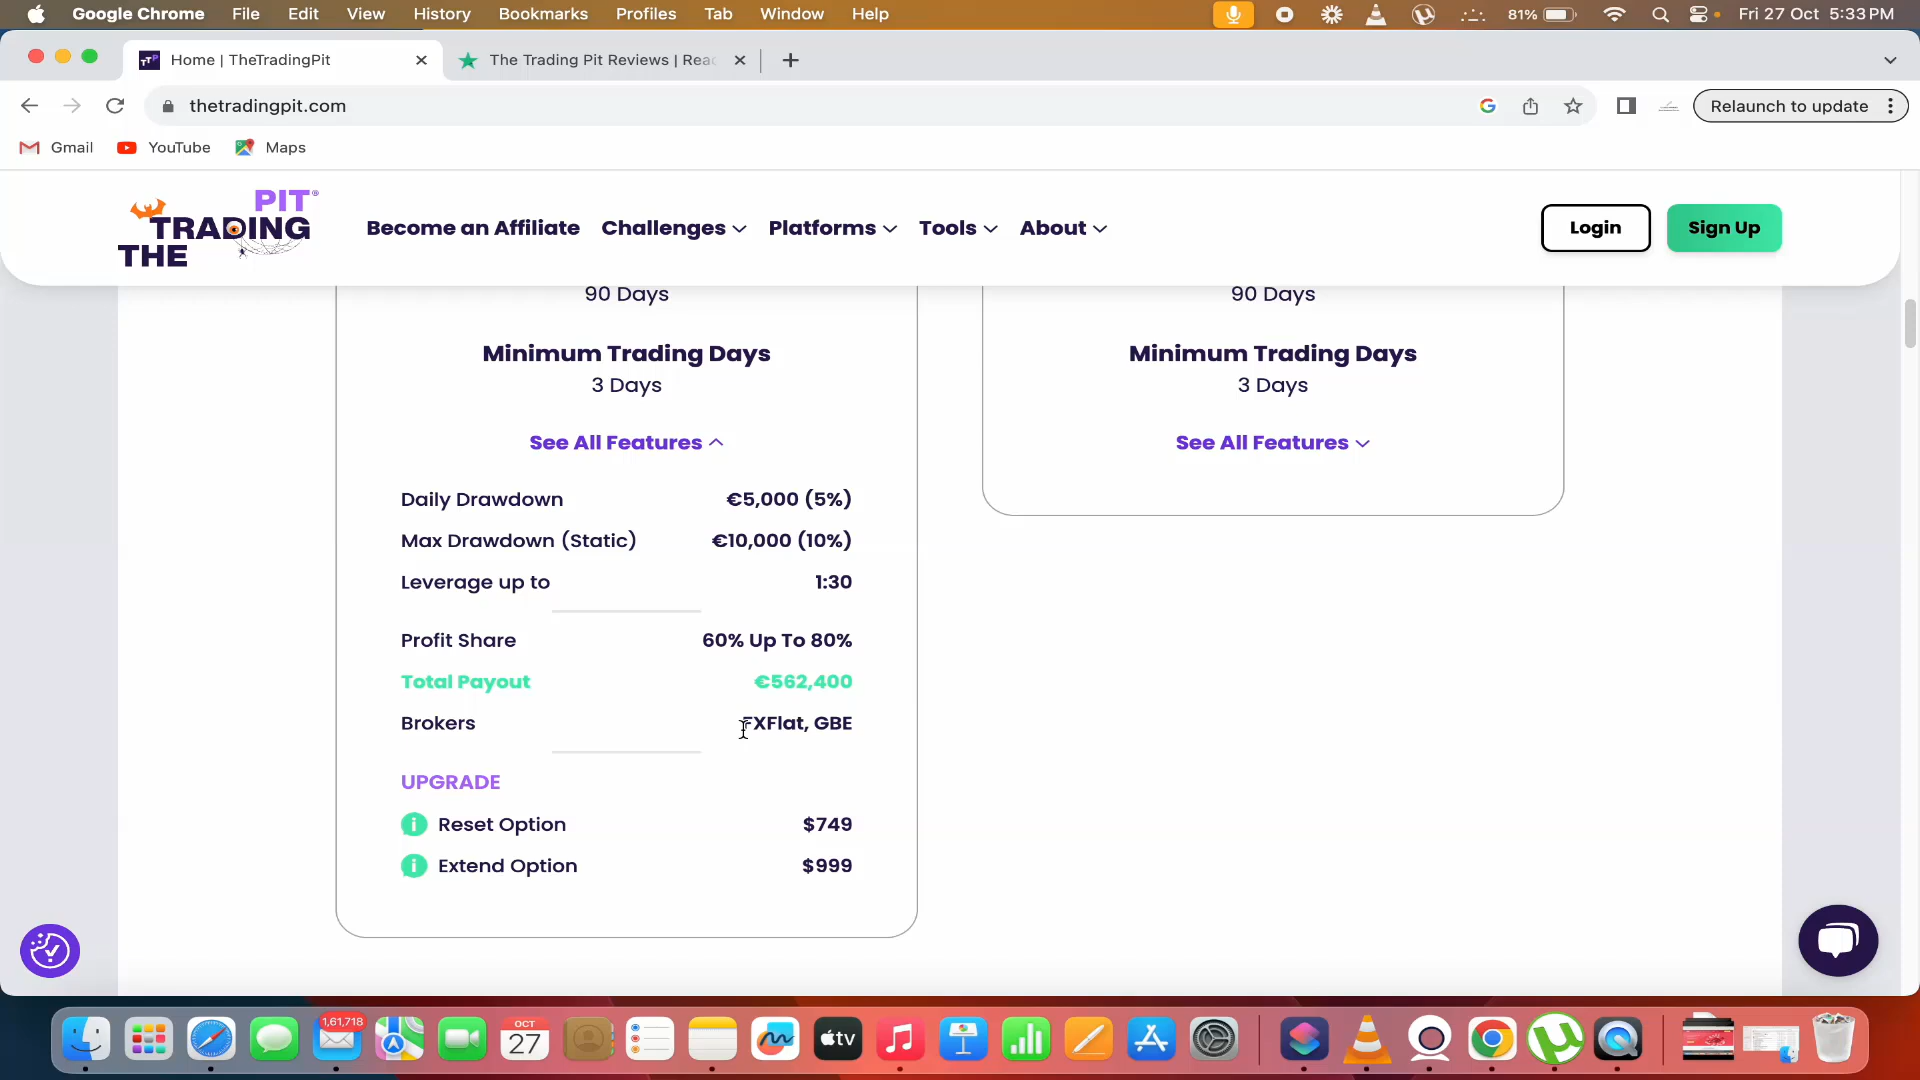 Google Chrome File Edit View History Bookmarks Profiles Tab Window Help 81% Fri 27 Oct 5:33 PM
Home | TheTradingPit The Trading Pit Reviews | Rea
thetradingpit.com Relaunch to update
Gmail YouTube Maps
PIT®
TRADING
THE
Become an Affiliate Challenges Platforms Tools About Login Sign Up
90 Days 90 Days
Minimum Trading Days Minimum Trading Days
3 Days 3 Days
See All Features See All Features
Daily Drawdown €5,000 (5%)
Max Drawdown (Static) €10,000 (10%)
Leverage up to 1:30
Profit Share 60% Up To 80%
Total Payout €562,400
Brokers FXFlat, GBE
UPGRADE
Reset Option $749
Extend Option $999
1,61,718
OCT
27
tv